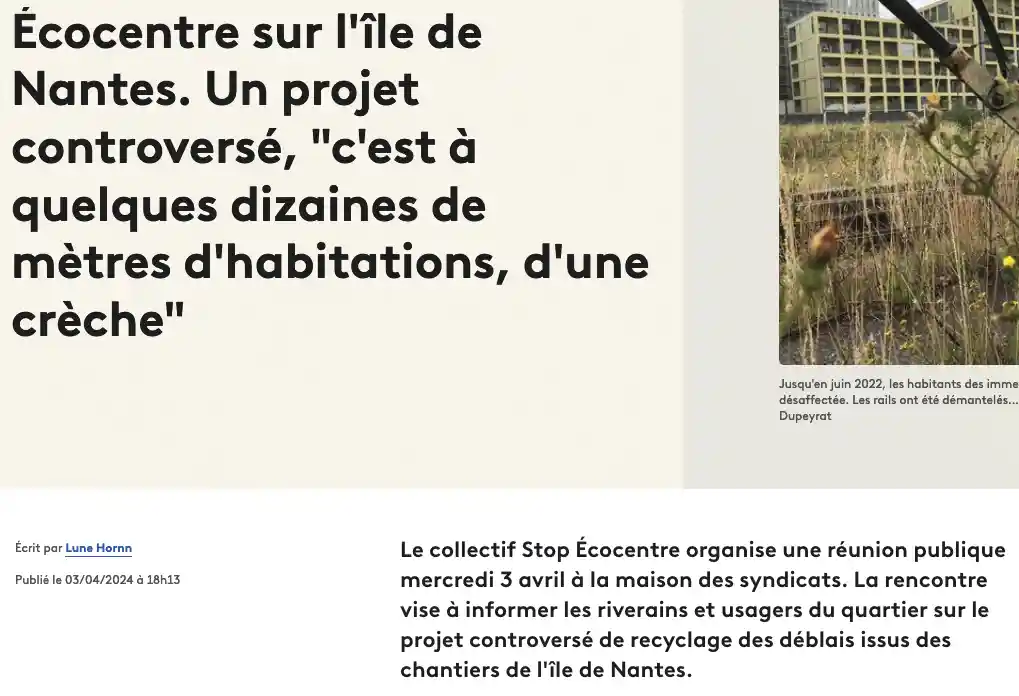 Écocentre sur l'île de
Nantes. Un projet
controversé, "c'est à
quelques dizaines de
mètres d'habitations, d'une
crèche"
Jusqu'en juin 2022, les habitants des imme
désaffectée. Les rails ont été démantelés...
Dupeyrat
Écrit par Lune Hornn
Publié le 03/04/2024 à 18h13
Le collectif Stop Écocentre organise une réunion publique
mercredi 3 avril à la maison des syndicats. La rencontre
vise à informer les riverains et usagers du quartier sur le
projet controversé de recyclage des déblais issus des
chantiers de l'île de Nantes.